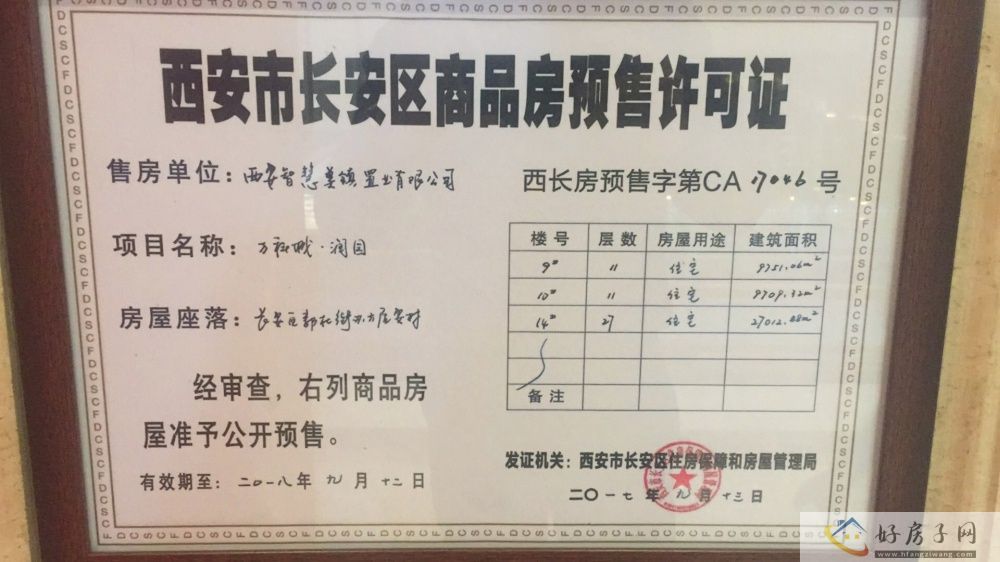 西安市长安区商品房预售许可证
售房单位：西安智慧美镇置业有限公司
西长房预售字第CA 17046 号
项目名称：万科城·润园
房屋座落：长安区郭杜街办
经审查，右列商品房
屋准予公开预售。
有效期至：二〇一八年 九 月 十二 日
楼号 层数 房屋用途 建筑面积
9# 11 住宅 9751.06m²
10# 11 住宅 9709.32m²
14# 27 住宅 27012.88m²
备注
发证机关：西安市长安区住房保障和房屋管理局
二〇一七 年 九 月 十三 日
好房子网
www.hfangziwang.com